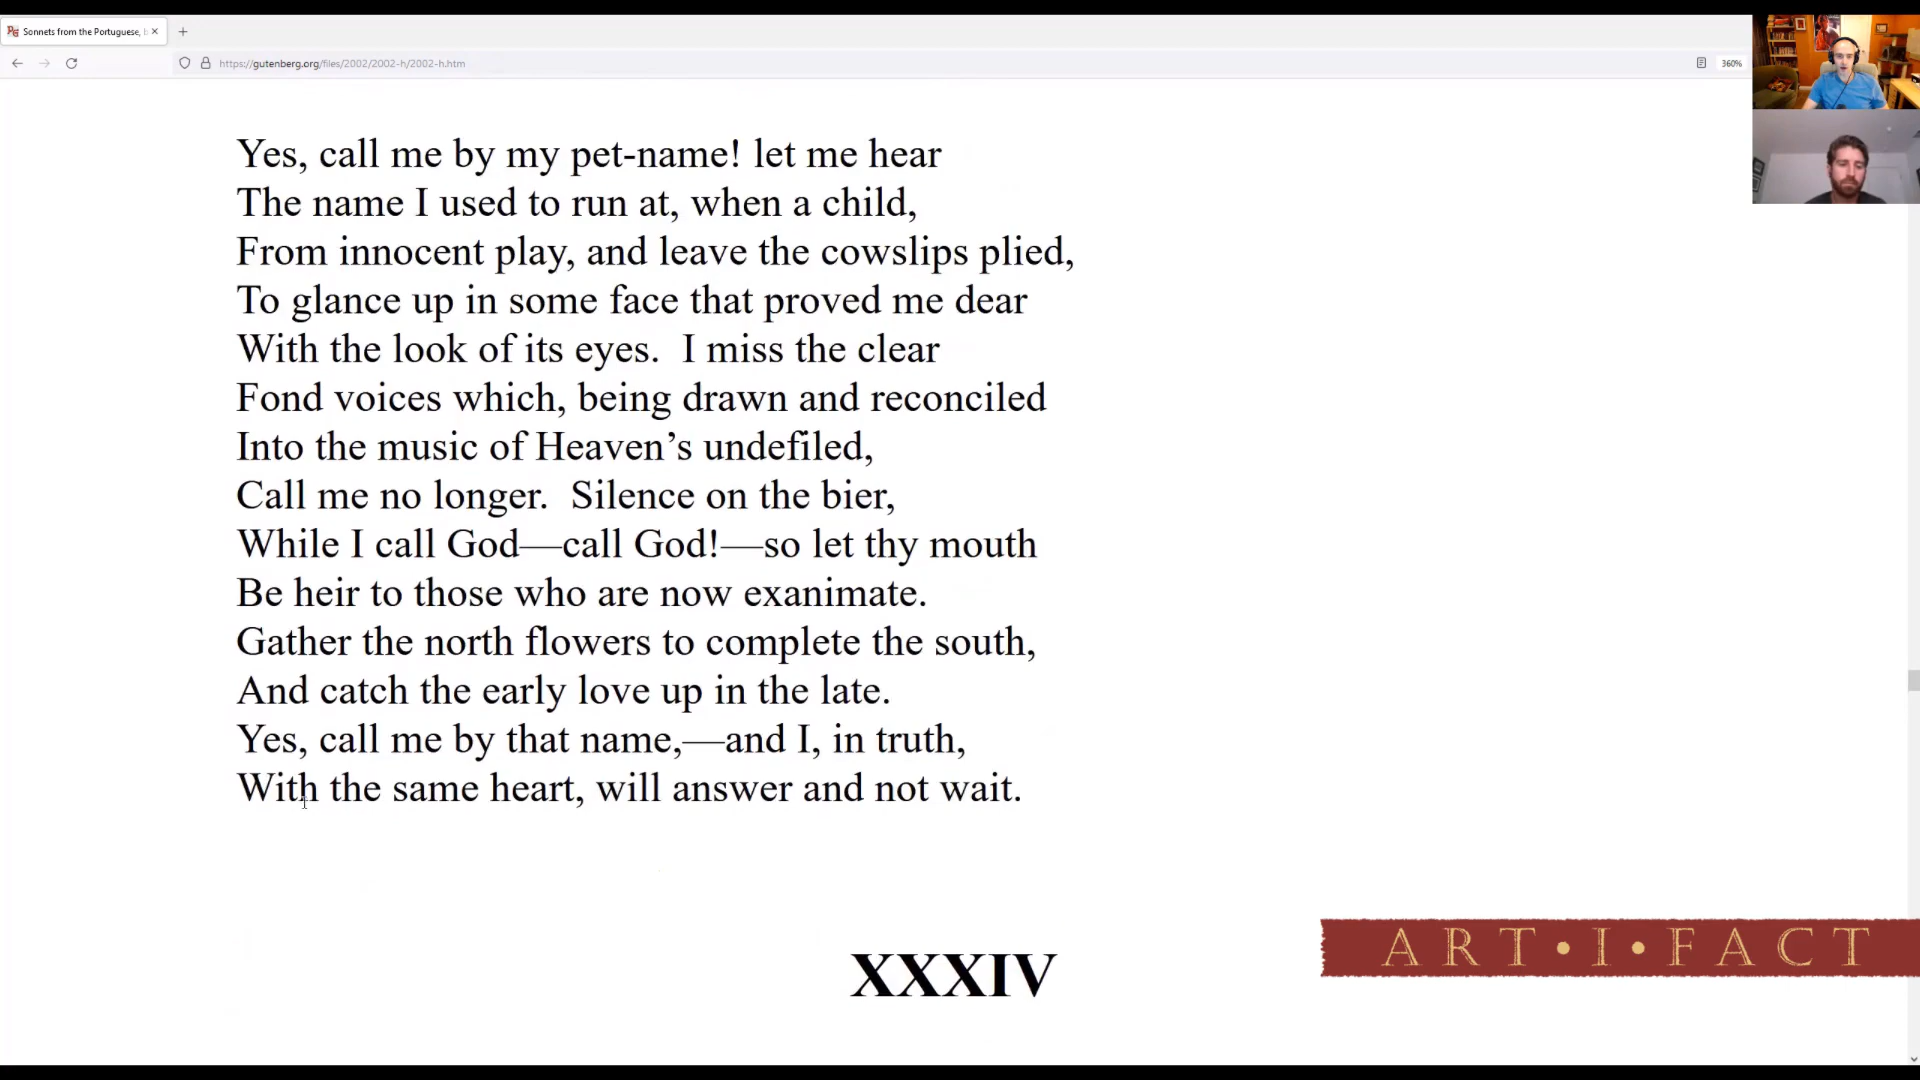 Sonnets from the Portuguese,
https://gutenberg.org/files/2002/2002-h/2002-h.htm
360%
Yes, call me by my pet-name! let me hear
The name I used to run at, when a child,
From innocent play, and leave the cowslips plied,
To glance up in some face that proved me dear
With the look of its eyes.  I miss the clear
Fond voices which, being drawn and reconciled
Into the music of Heaven’s undefiled,
Call me no longer.  Silence on the bier,
While I call God—call God!—so let thy mouth
Be heir to those who are now exanimate.
Gather the north flowers to complete the south,
And catch the early love up in the late.
Yes, call me by that name,—and I, in truth,
With the same heart, will answer and not wait.
ART•I•FACT
XXXIV